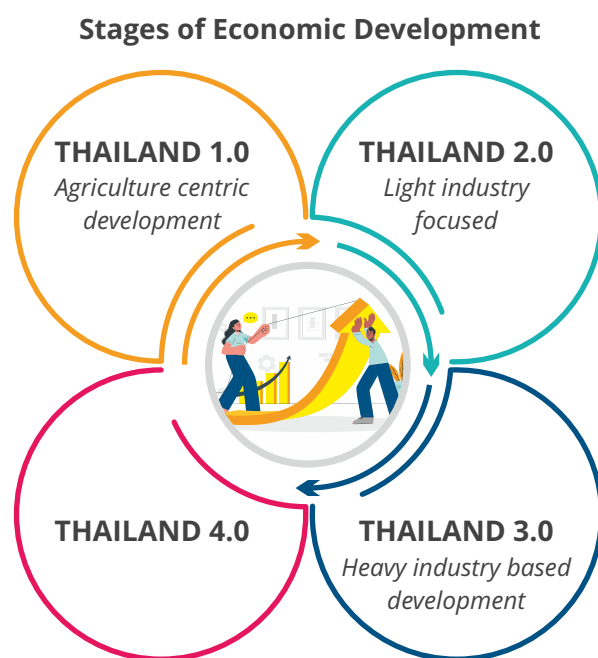 Stages of Economic Development
THAILAND 1.0
Agriculture centric
development
THAILAND 2.0
Light industry
focused
THAILAND 4.0
THAILAND 3.0
Heavy industry based
development